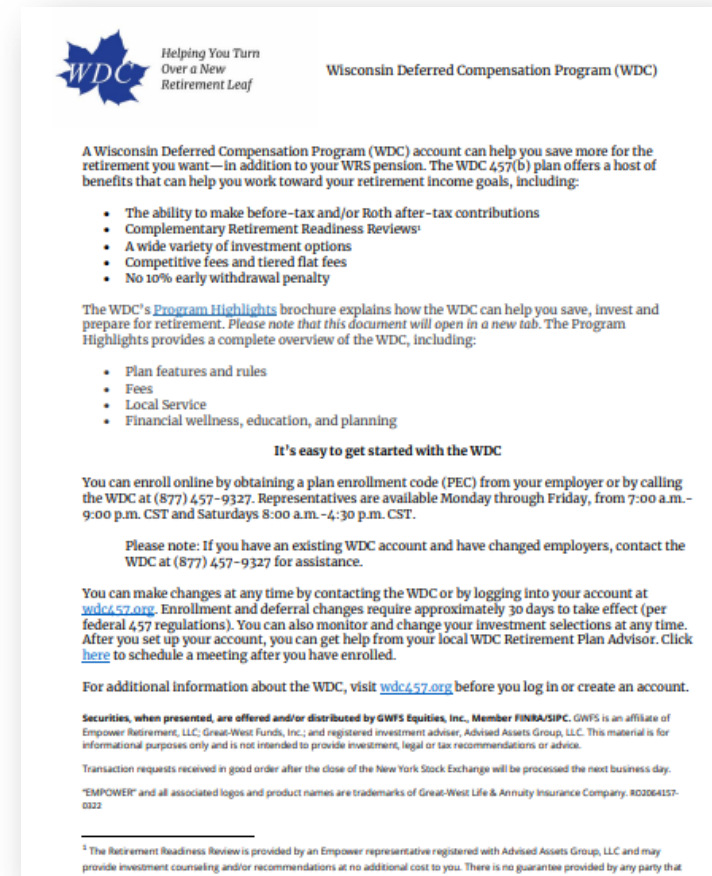 WDC
Helping You Turn
Over a New
Retirement Leaf
Wisconsin Deferred Compensation Program (WDC)
A Wisconsin Deferred Compensation Program (WDC) account can help you save more for the
retirement you want—in addition to your WRS pension. The WDC 457(b) plan offers a host of
benefits that can help you work toward your retirement income goals, including:
• The ability to make before-tax and/or Roth after-tax contributions
• Complementary Retirement Readiness Reviews¹
• A wide variety of investment options
• Competitive fees and tiered flat fees
• No 10% early withdrawal penalty
The WDC's Program Highlights brochure explains how the WDC can help you save, invest and
prepare for retirement. Please note that this document will open in a new tab. The Program
Highlights provides a complete overview of the WDC, including:
• Plan features and rules
• Fees
• Local Service
• Financial wellness, education, and planning
It's easy to get started with the WDC
You can enroll online by obtaining a plan enrollment code (PEC) from your employer or by calling
the WDC at (877) 457-9327. Representatives are available Monday through Friday, from 7:00 a.m.-
9:00 p.m. CST and Saturdays 8:00 a.m.-4:30 p.m. CST.
Please note: If you have an existing WDC account and have changed employers, contact the
WDC at (877) 457-9327 for assistance.
You can make changes at any time by contacting the WDC or by logging into your account at
wdc457.org. Enrollment and deferral changes require approximately 30 days to take effect (per
federal 457 regulations). You can also monitor and change your investment selections at any time.
After you set up your account, you can get help from your local WDC Retirement Plan Advisor. Click
here to schedule a meeting after you have enrolled.
For additional information about the WDC, visit wdc457.org before you log in or create an account.
Securities, when presented, are offered and/or distributed by GWFS Equities, Inc., Member FINRA/SIPC. GWFS is an affiliate of
Empower Retirement, LLC; Great-West Funds, Inc.; and registered investment adviser, Advised Assets Group, LLC. This material is for
informational purposes only and is not intended to provide investment, legal or tax recommendations or advice.
Transaction requests received in good order after the close of the New York Stock Exchange will be processed the next business day.
"EMPOWER" and all associated logos and product names are trademarks of Great-West Life & Annuity Insurance Company. RO2064157-
0322
¹ The Retirement Readiness Review is provided by an Empower representative registered with Advised Assets Group, LLC and may
provide investment counseling and/or recommendations at no additional cost to you. There is no guarantee provided by any party that